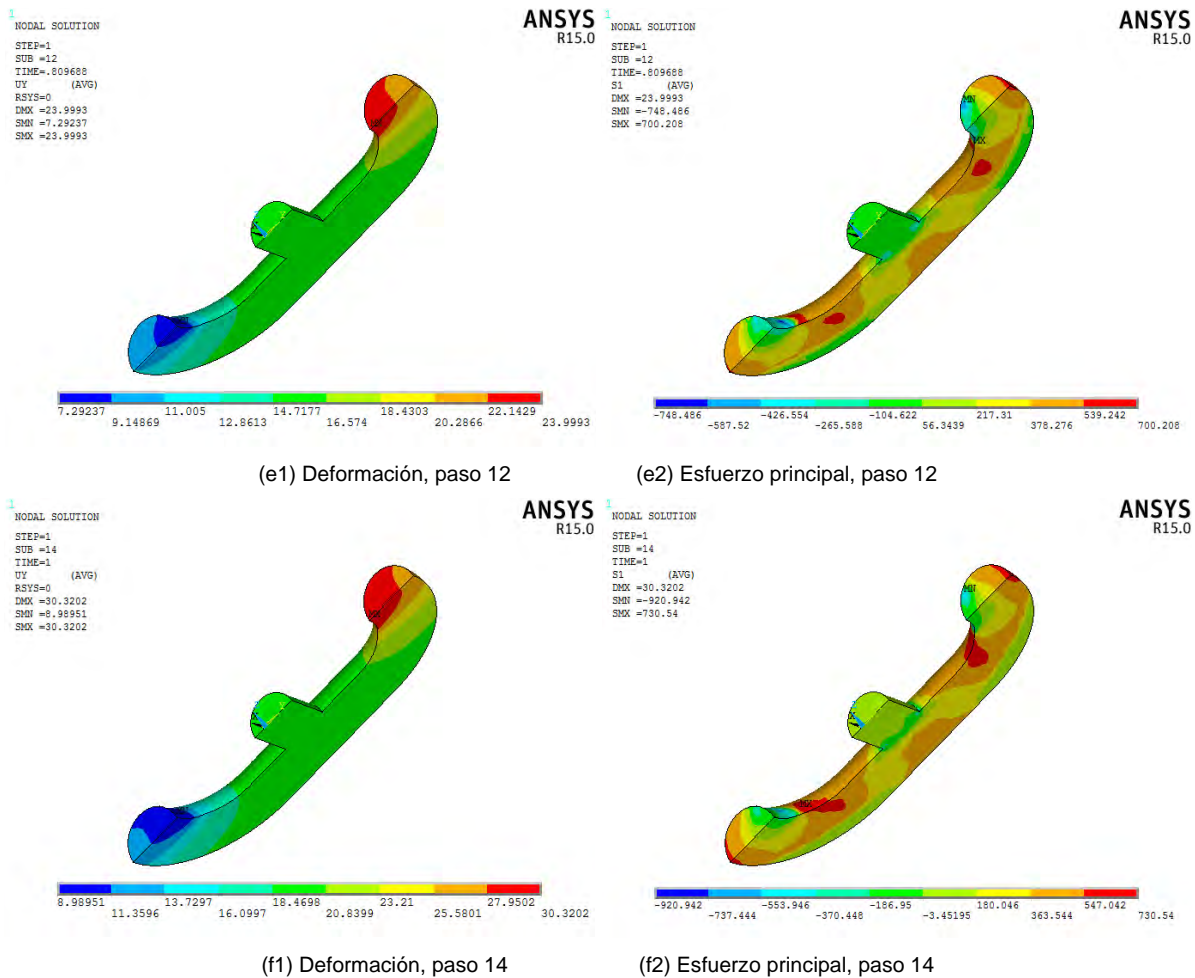 1
NODAL SOLUTION
STEP=1
SUB =12
TIME=.809688
UY (AVG)
RSYS=0
DMX =23.9993
SMN =7.29237
SMX =23.9993
ANSYS
R15.0
MX
X
7.29237 11.005 14.7177 18.4303 22.1429
9.14869 12.8613 16.574 20.2866 23.9993
(e1) Deformación, paso 12
1
NODAL SOLUTION
STEP=1
SUB =12
TIME=.809688
S1 (AVG)
DMX =23.9993
SMN =-748.486
SMX =700.208
ANSYS
R15.0
MN
MX
X
-748.486 -426.554 -104.622 217.31 539.242
-587.52 -265.588 56.3439 378.276 700.208
(e2) Esfuerzo principal, paso 12
1
NODAL SOLUTION
STEP=1
SUB =14
TIME=1
UY (AVG)
RSYS=0
DMX =30.3202
SMN =8.98951
SMX =30.3202
ANSYS
R15.0
MX
X
8.98951 13.7297 18.4698 23.21 27.9502
11.3596 16.0997 20.8399 25.5801 30.3202
(f1) Deformación, paso 14
1
NODAL SOLUTION
STEP=1
SUB =14
TIME=1
S1 (AVG)
DMX =30.3202
SMN =-920.942
SMX =730.54
ANSYS
R15.0
MN
X
MX
-920.942 -553.946 -186.95 180.046 547.042
-737.444 -370.448 -3.45195 363.544 730.54
(f2) Esfuerzo principal, paso 14